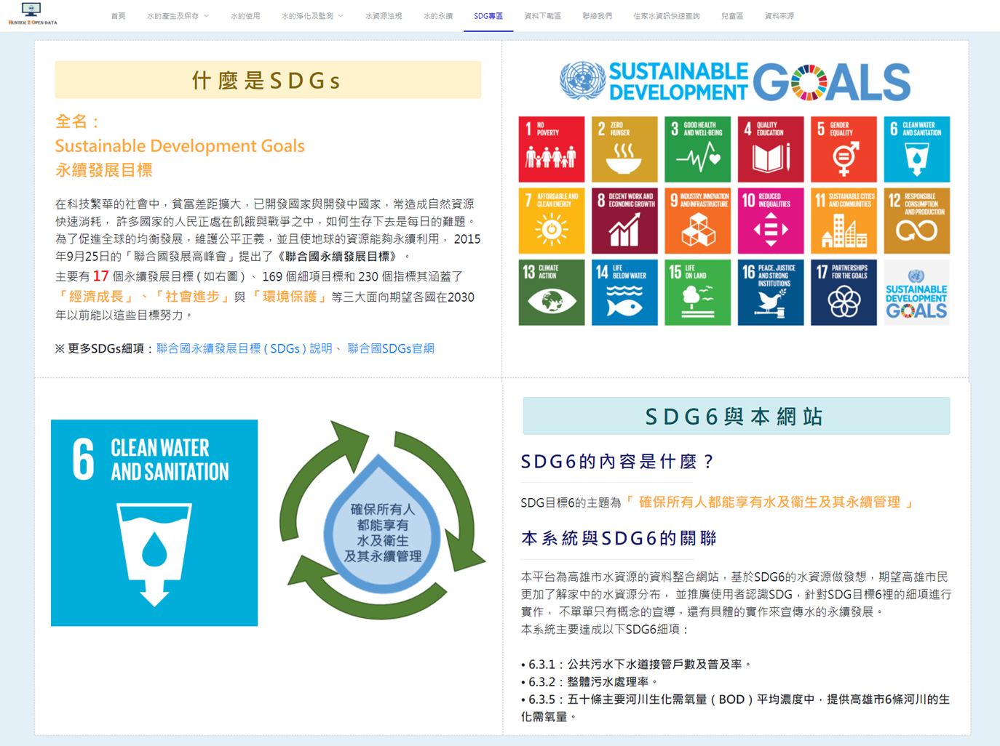 HUNTER 2 OPEN-DATA
首頁 水的產生及保存 水的使用 水的淨化及監測 水資源法規 水的永續 SDG專區 資料下載區 聯絡我們 住家水資訊快速查詢 兒童區 資料來源
什麼是SDGs
全名：
Sustainable Development Goals
永續發展目標
在科技繁華的社會中，貧富差距擴大，已開發國家與開發中國家，常造成自然資源
快速消耗， 許多國家的人民正處在飢餓與戰爭之中，如何生存下去是每日的難題。
為了促進全球的均衡發展，維護公平正義，並且使地球的資源能夠永續利用， 2015
年9月25日的「聯合國發展高峰會」提出了《聯合國永續發展目標》。
主要有 17 個永續發展目標 ( 如右圖 ) 、 169 個細項目標和 230 個指標其涵蓋了
「經濟成長」、「社會進步」與「環境保護」等三大面向期望各國在2030
年以前能以這些目標努力。
※ 更多SDGs細項：聯合國永續發展目標 ( SDGs ) 說明、 聯合國SDGs官網
SUSTAINABLE
DEVELOPMENT
GOALS
1 NO
POVERTY
2 ZERO
HUNGER
3 GOOD HEALTH
AND WELL-BEING
4 QUALITY
EDUCATION
5 GENDER
EQUALITY
6 CLEAN WATER
AND SANITATION
7 AFFORDABLE AND
CLEAN ENERGY
8 DECENT WORK AND
ECONOMIC GROWTH
9 INDUSTRY, INNOVATION
AND INFRASTRUCTURE
10 REDUCED
INEQUALITIES
11 SUSTAINABLE CITIES
AND COMMUNITIES
12 RESPONSIBLE
CONSUMPTION
AND PRODUCTION
13 CLIMATE
ACTION
14 LIFE
BELOW WATER
15 LIFE
ON LAND
16 PEACE, JUSTICE
AND STRONG
INSTITUTIONS
17 PARTNERSHIPS
FOR THE GOALS
SUSTAINABLE
DEVELOPMENT
GOALS
6 CLEAN WATER
AND SANITATION
確保所有人
都能享有
水及衛生
及其永續管理
SDG6與本網站
SDG6的內容是什麼？
SDG目標6的主題為「 確保所有人都能享有水及衛生及其永續管理 」
本系統與SDG6的關聯
本平台為高雄市水資源的資料整合網站，基於SDG6的水資源做發想，期望高雄市民
更加了解家中的水資源分布， 並推廣使用者認識SDG，針對SDG目標6裡的細項進行
實作， 不單單只有概念的宣導，還有具體的實作來宣傳水的永續發展。
本系統主要達成以下SDG6細項：
• 6.3.1：公共污水下水道接管戶數及普及率。
• 6.3.2：整體污水處理率。
• 6.3.5：五十條主要河川生化需氧量（BOD）平均濃度中，提供高雄市6條河川的生
化需氧量。